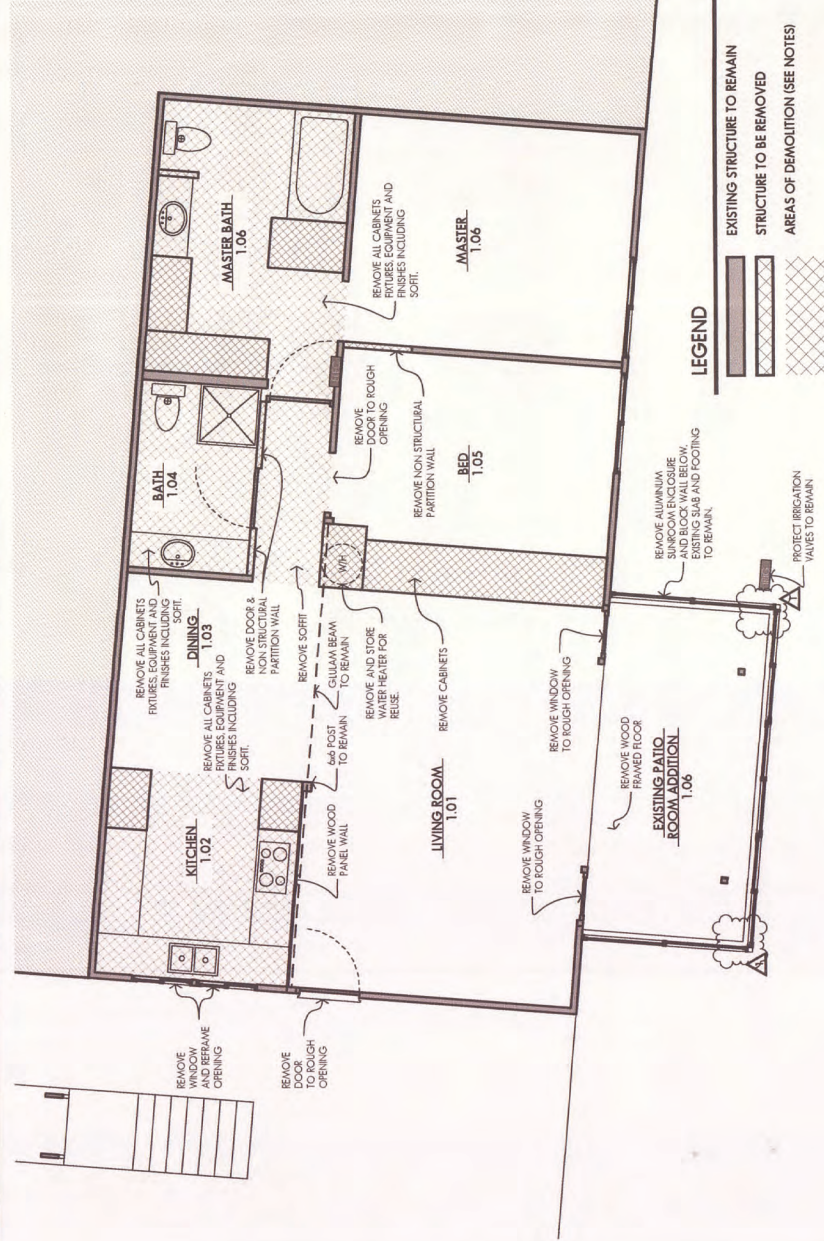 MASTER BATH
1.06
REMOVE ALL CABINETS
FIXTURES, EQUIPMENT AND
FINISHES INCLUDING
SOFIT.
MASTER
1.06
BATH
1.04
REMOVE DOOR TO ROUGH
OPENING
REMOVE NON STRUCTURAL
PARTITION WALL
BED
1.05
REMOVE ALL CABINETS
FIXTURES, EQUIPMENT AND
FINISHES INCLUDING
SOFIT.
DINING
1.03
REMOVE DOOR &
NON STRUCTURAL
PARTITION WALL
REMOVE SOFFIT
W/H
GLULAM BEAM
TO REMAIN
REMOVE AND STORE
WATER HEATER FOR
REUSE.
REMOVE CABINETS
REMOVE ALL CABINETS
FIXTURES, EQUIPMENT AND
FINISHES INCLUDING
SOFIT.
6x6 POST
TO REMAIN
KITCHEN
1.02
REMOVE WOOD
PANEL WALL
LIVING ROOM
1.01
REMOVE WINDOW
TO ROUGH OPENING
REMOVE WINDOW
TO ROUGH OPENING
REMOVE
WINDOW
AND REFRAME
OPENING
REMOVE
DOOR
TO ROUGH
OPENING
REMOVE WOOD
FRAMED FLOOR
EXISTING PATIO
ROOM ADDITION
1.06
REMOVE ALUMINUM
SUNROOM ENCLOSURE
AND BLOCK WALL BELOW.
EXISTING SLAB AND FOOTING
TO REMAIN.
PROTECT IRRIGATION
VALVES TO REMAIN
LEGEND
EXISTING STRUCTURE TO REMAIN
STRUCTURE TO BE REMOVED
AREAS OF DEMOLITION (SEE NOTES)